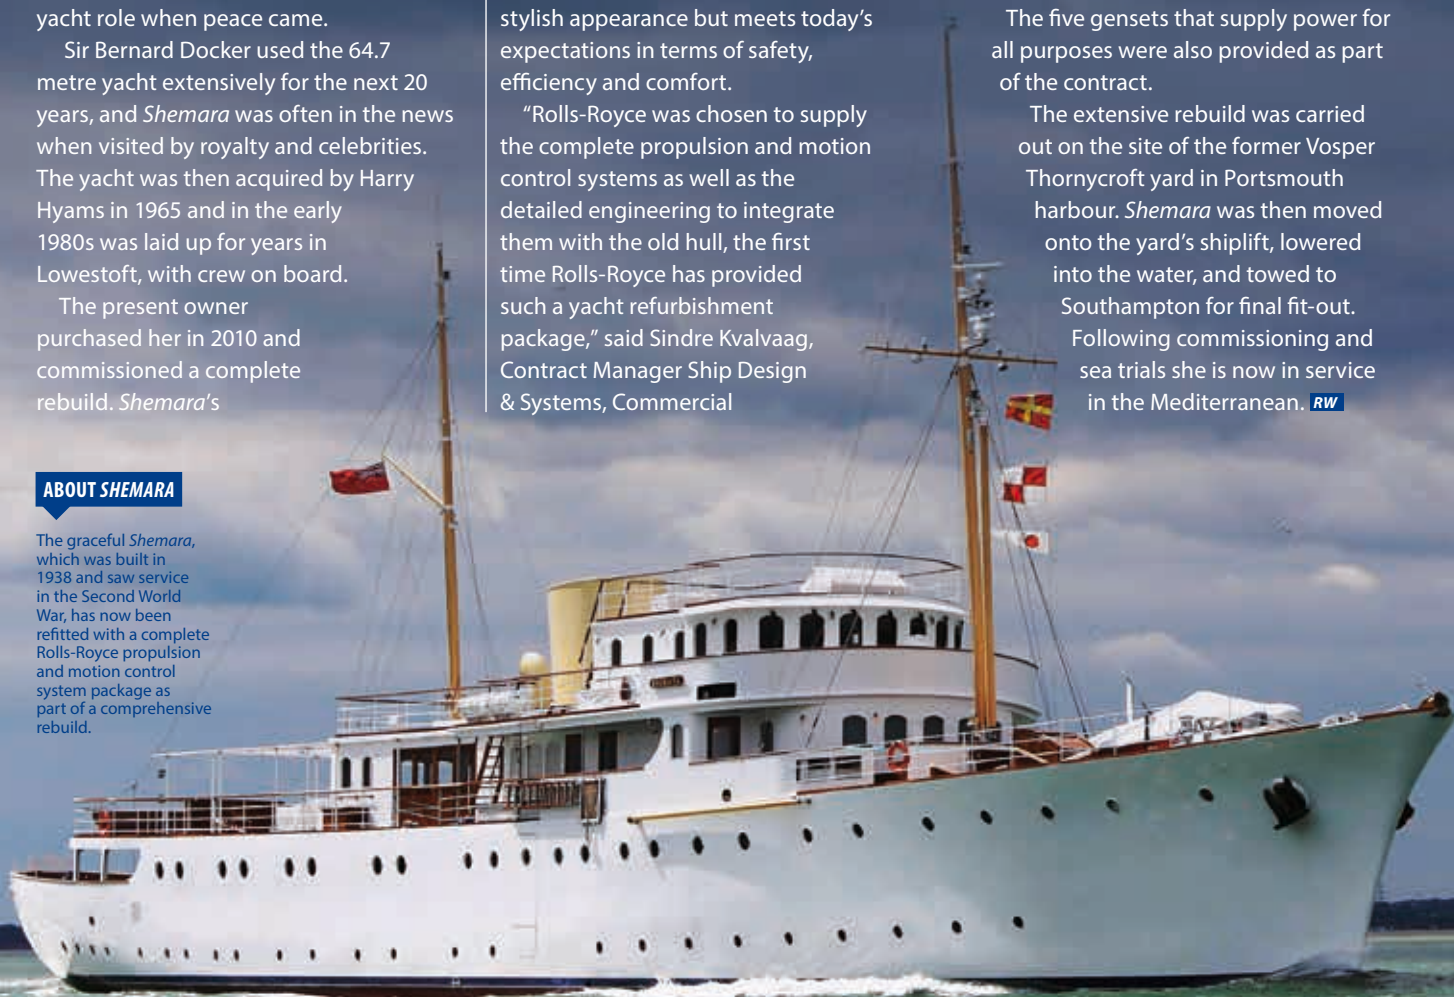 yacht role when peace came.
Sir Bernard Docker used the 64.7
metre yacht extensively for the next 20
years, and Shemara was often in the news
when visited by royalty and celebrities.
The yacht was then acquired by Harry
Hyams in 1965 and in the early
1980s was laid up for years in
Lowestoft, with crew on board.
The present owner
purchased her in 2010 and
commissioned a complete
rebuild. Shemara's
stylish appearance but meets today's
expectations in terms of safety,
efficiency and comfort.
“Rolls-Royce was chosen to supply
the complete propulsion and motion
control systems as well as the
detailed engineering to integrate
them with the old hull, the first
time Rolls-Royce has provided
such a yacht refurbishment
package,” said Sindre Kvalvaag,
Contract Manager Ship Design
& Systems, Commercial
The five gensets that supply power for
all purposes were also provided as part
of the contract.
The extensive rebuild was carried
out on the site of the former Vosper
Thornycroft yard in Portsmouth
harbour. Shemara was then moved
onto the yard's shiplift, lowered
into the water, and towed to
Southampton for final fit-out.
Following commissioning and
sea trials she is now in service
in the Mediterranean. RW
ABOUT SHEMARA
The graceful Shemara,
which was built in
1938 and saw service
in the Second World
War, has now been
refitted with a complete
Rolls-Royce propulsion
and motion control
system package as
part of a comprehensive
rebuild.